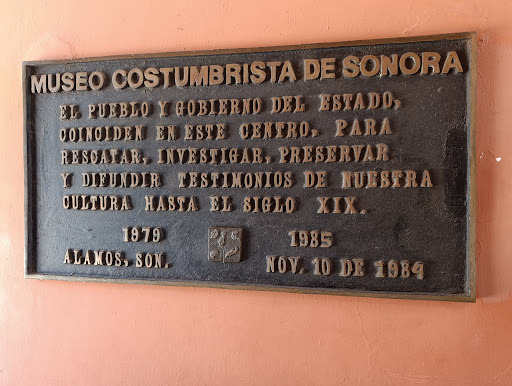 MUSEO COSTUMBRISTA DE SONORA
EL PUEBLO Y GOBIERNO DEL ESTADO,
COINCIDEN EN ESTE CENTRO, PARA
RESCATAR, INVESTIGAR, PRESERVAR
Y DIFUNDIR TESTIMONIOS DE NUESTRA
CULTURA HASTA EL SIGLO XIX.
1979 1985
ALAMOS, SON. NOV. 10 DE 1984